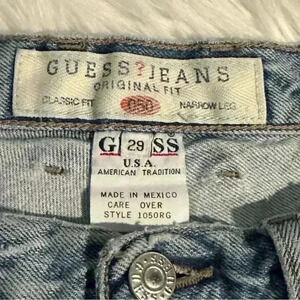 GUESS?JEANS
ORIGINAL FIT
CLASSIC FIT 050 NARROW LEG
G 29 SS ®
U.S.A.
AMERICAN TRADITION
MADE IN MEXICO
CARE OVER
STYLE 1050RG